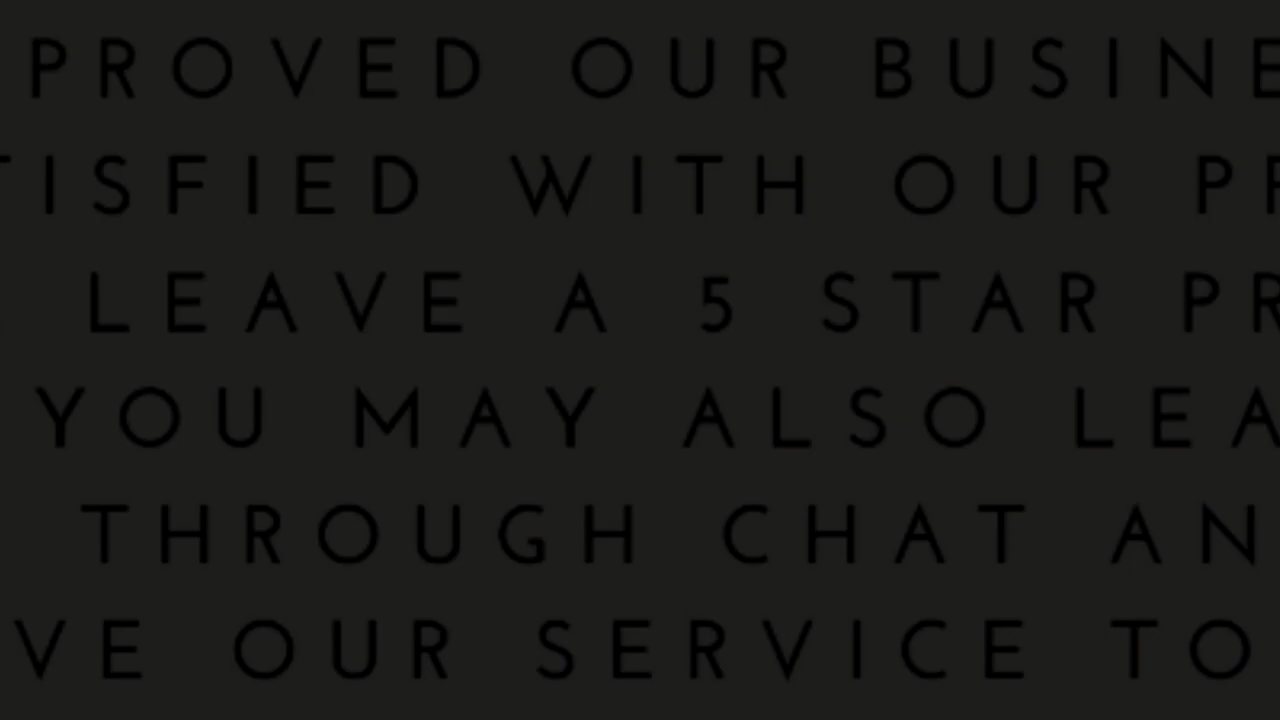 PROVED OUR BUSINE
TISFIED WITH OUR PR
LEAVE A 5 STAR PR
YOU MAY ALSO LEA
THROUGH CHAT AN
VE OUR SERVICE TO